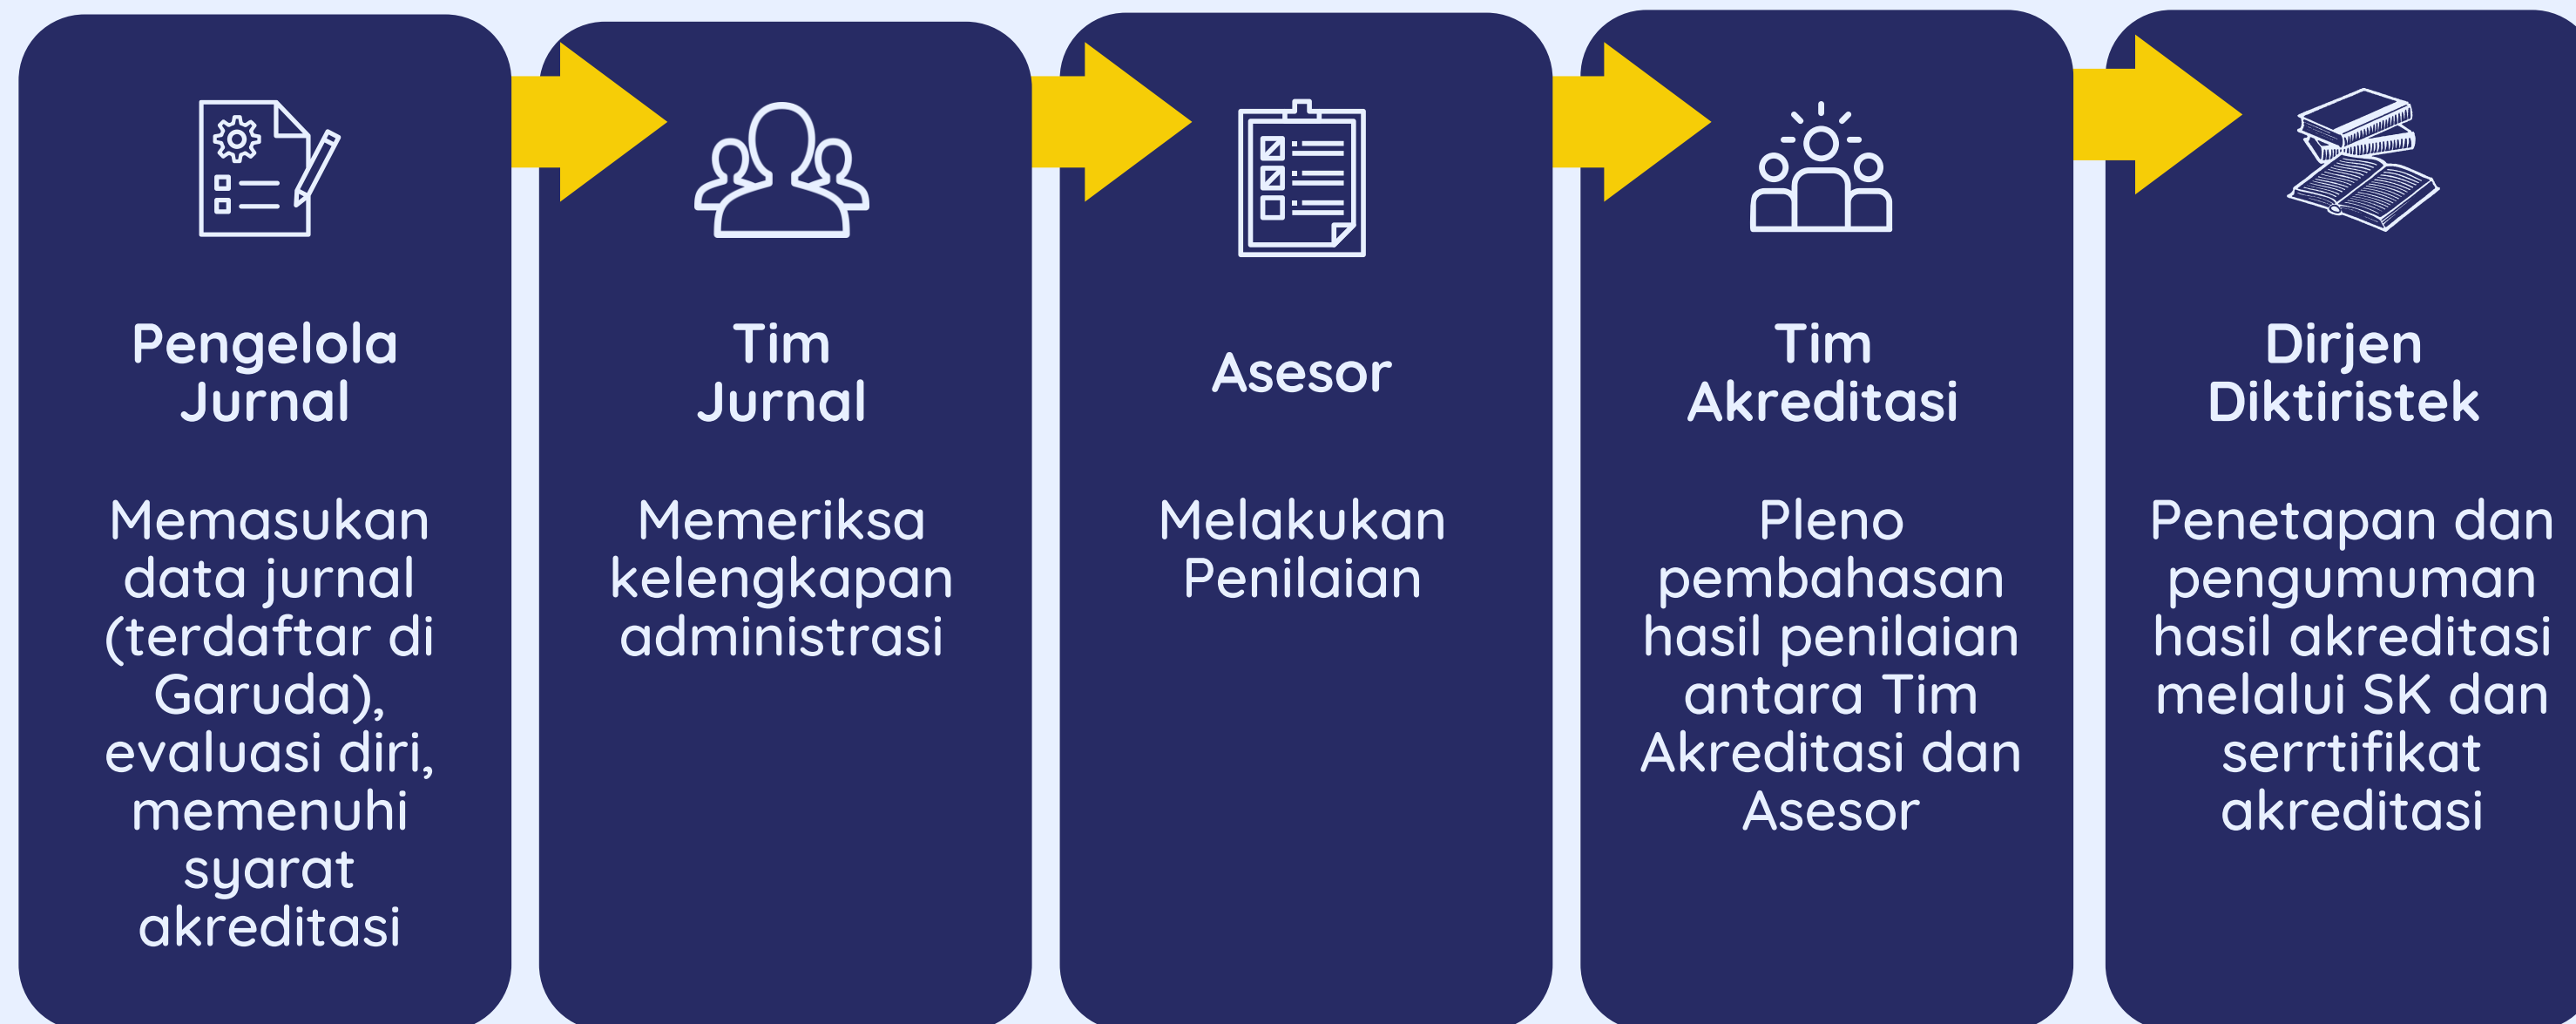 Pengelola
Jurnal
Memasukan
data jurnal
(terdaftar di
Garuda),
evaluasi diri,
memenuhi
syarat
akreditasi
Tim
Jurnal
Memeriksa
kelengkapan
administrasi
Asesor
Melakukan
Penilaian
Tim
Akreditasi
Pleno
pembahasan
hasil penilaian
antara Tim
Akreditasi dan
Asesor
Dirjen
Diktiristek
Penetapan dan
pengumuman
hasil akreditasi
melalui SK dan
serrtifikat
akreditasi